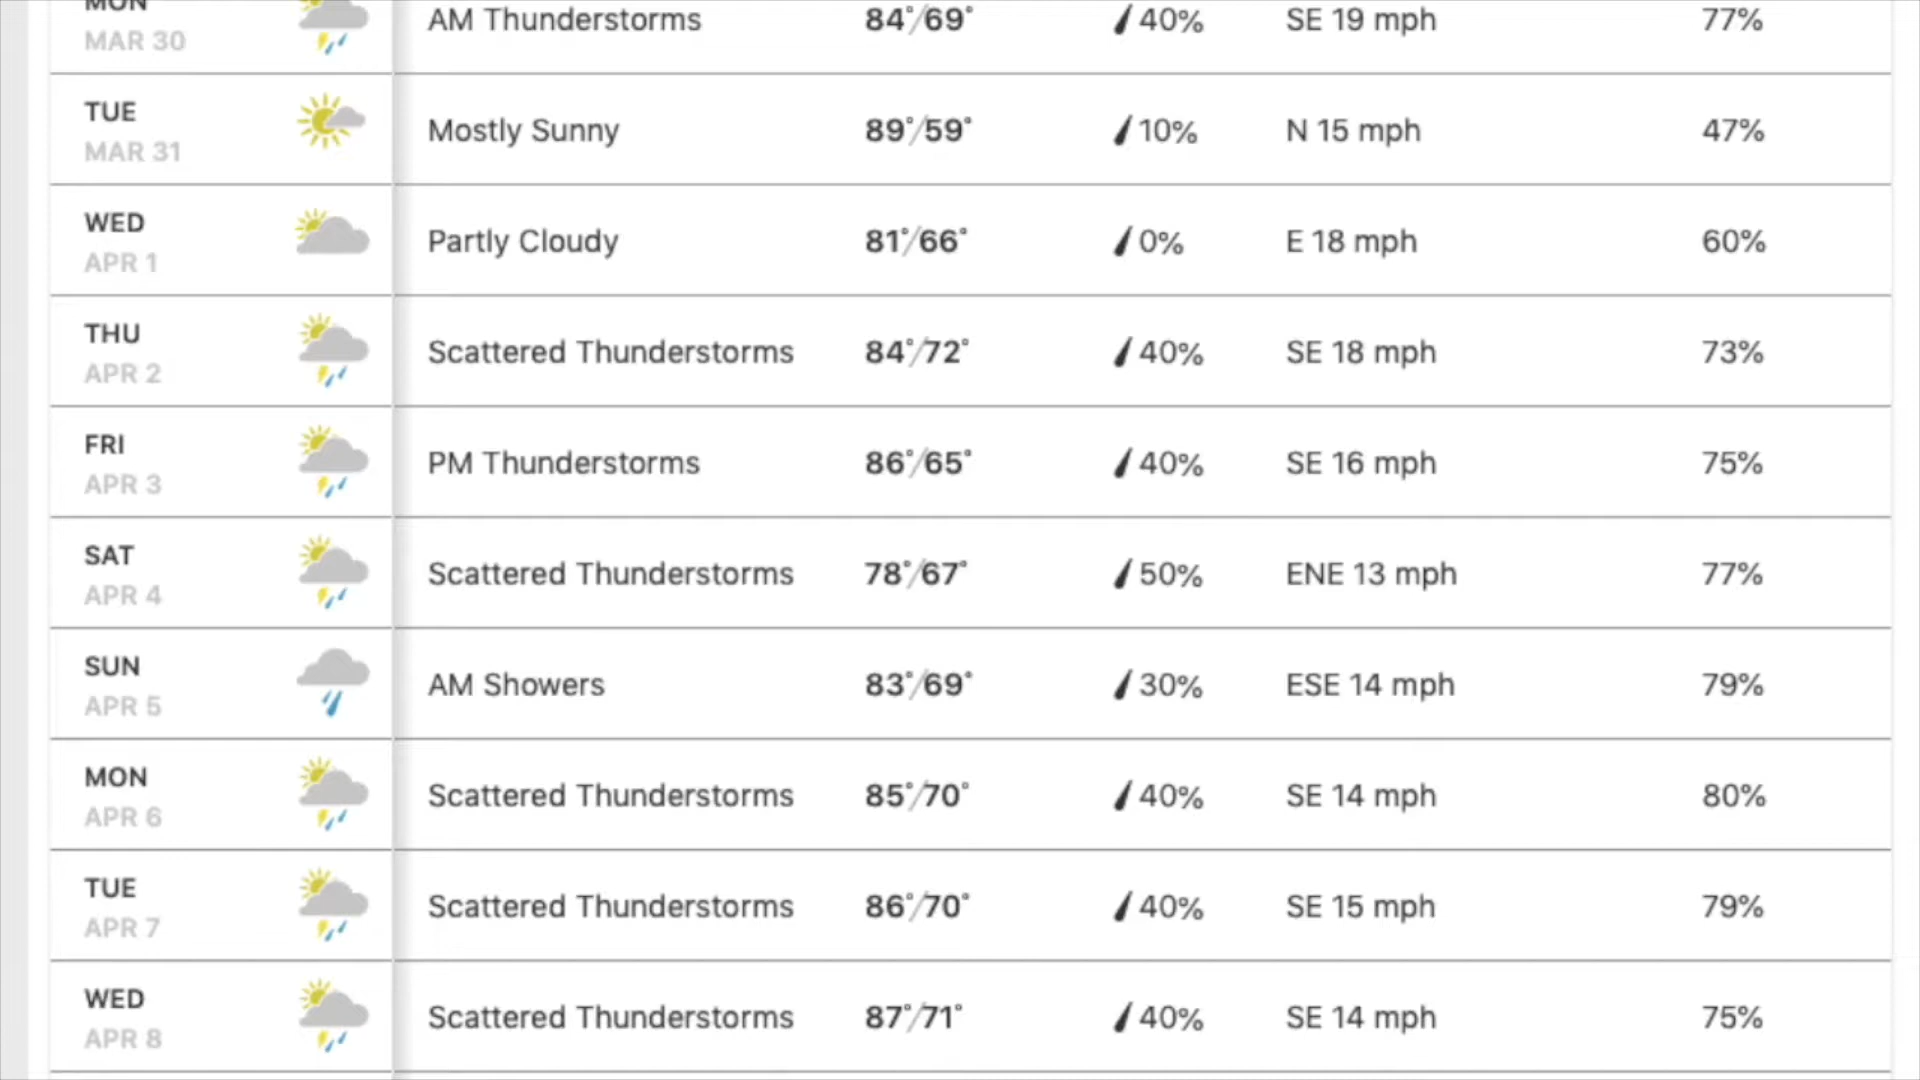 MON
MAR 30
AM Thunderstorms 84°/69° 40% SE 19 mph 77%
TUE
MAR 31
Mostly Sunny 89°/59° 10% N 15 mph 47%
WED
APR 1
Partly Cloudy 81°/66° 0% E 18 mph 60%
THU
APR 2
Scattered Thunderstorms 84°/72° 40% SE 18 mph 73%
FRI
APR 3
PM Thunderstorms 86°/65° 40% SE 16 mph 75%
SAT
APR 4
Scattered Thunderstorms 78°/67° 50% ENE 13 mph 77%
SUN
APR 5
AM Showers 83°/69° 30% ESE 14 mph 79%
MON
APR 6
Scattered Thunderstorms 85°/70° 40% SE 14 mph 80%
TUE
APR 7
Scattered Thunderstorms 86°/70° 40% SE 15 mph 79%
WED
APR 8
Scattered Thunderstorms 87°/71° 40% SE 14 mph 75%